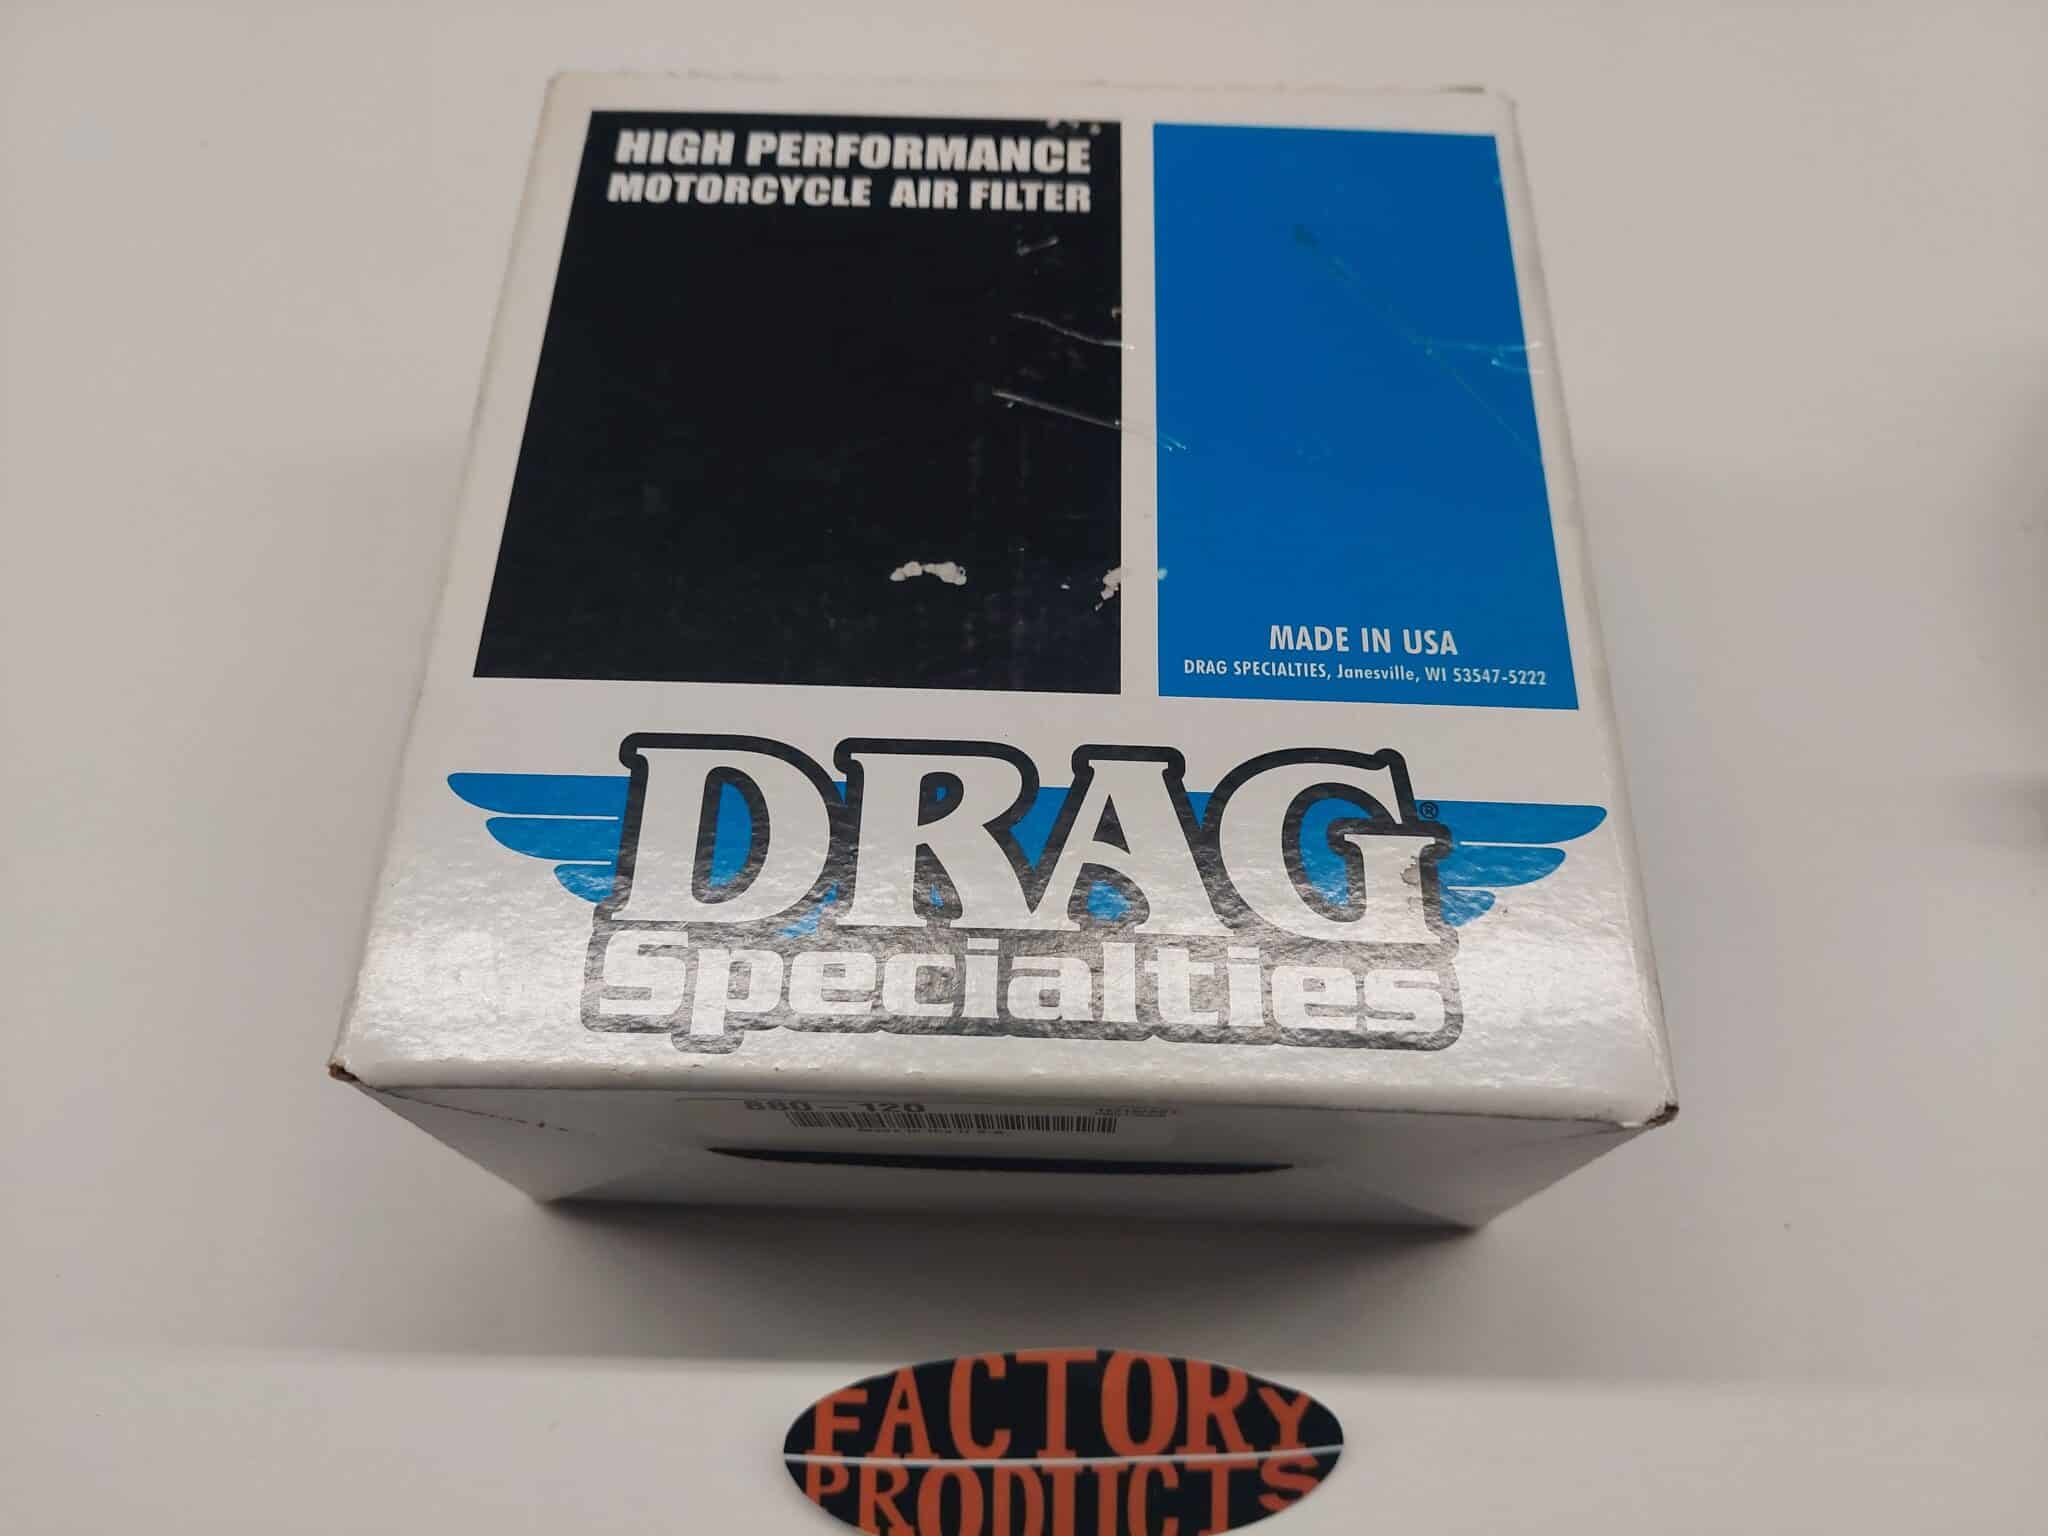 HIGH PERFORMANCE
MOTORCYCLE AIR FILTER
MADE IN USA
DRAG SPECIALTIES, Janesville, WI 53547-5222
DRAG®
Specialties
FACTORY
PRODUCTS